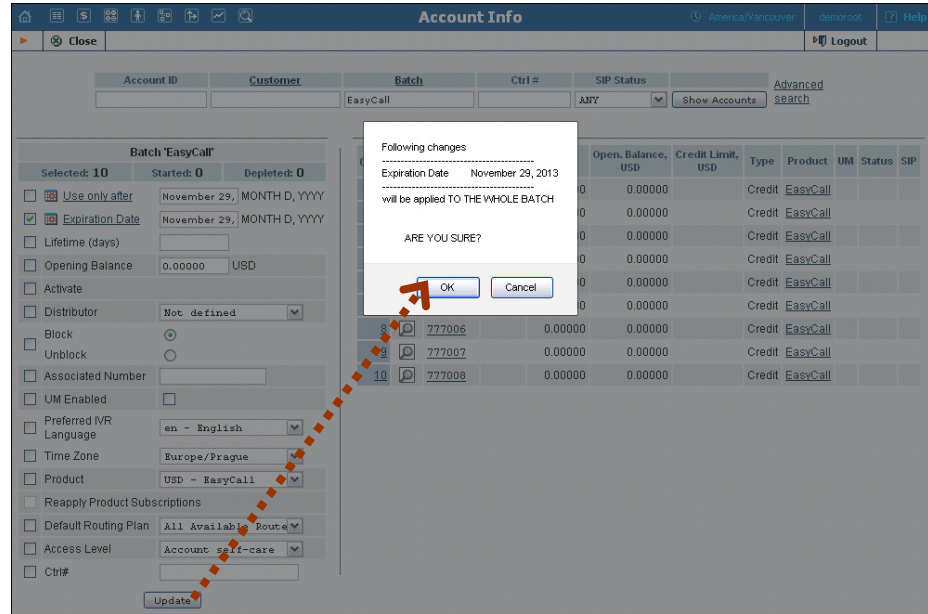 Account Info
America/Vancouver
demoroot
? Help
Close
Logout
Account ID Customer Batch Ctrl # SIP Status
Advanced search
EasyCall ANY Show Accounts
Batch 'EasyCall'
Selected: 10 Started: 0 Depleted: 0
Use only after November 29, MONTH D, YYYY
Expiration Date November 29, MONTH D, YYYY
Lifetime (days)
Opening Balance 0.00000 USD
Activate
Distributor Not defined
Block
Unblock
Associated Number
UM Enabled
Preferred IVR Language en - English
Time Zone Europe/Prague
Product USD - EasyCall
Reapply Product Subscriptions
Default Routing Plan All Available Route
Access Level Account self-care
Ctrl#
Update
Following changes
----------------------------------------
Expiration Date November 29, 2013
----------------------------------------
will be applied TO THE WHOLE BATCH
ARE YOU SURE?
OK Cancel
Open. Balance, USD Credit Limit, USD Type Product UM Status SIP
0 0.00000 Credit EasyCall
0 0.00000 Credit EasyCall
0 0.00000 Credit EasyCall
0 0.00000 Credit EasyCall
0 0.00000 Credit EasyCall
0 0.00000 Credit EasyCall
8 777006 0.00000 0.00000 Credit EasyCall
9 777007 0.00000 0.00000 Credit EasyCall
10 777008 0.00000 0.00000 Credit EasyCall